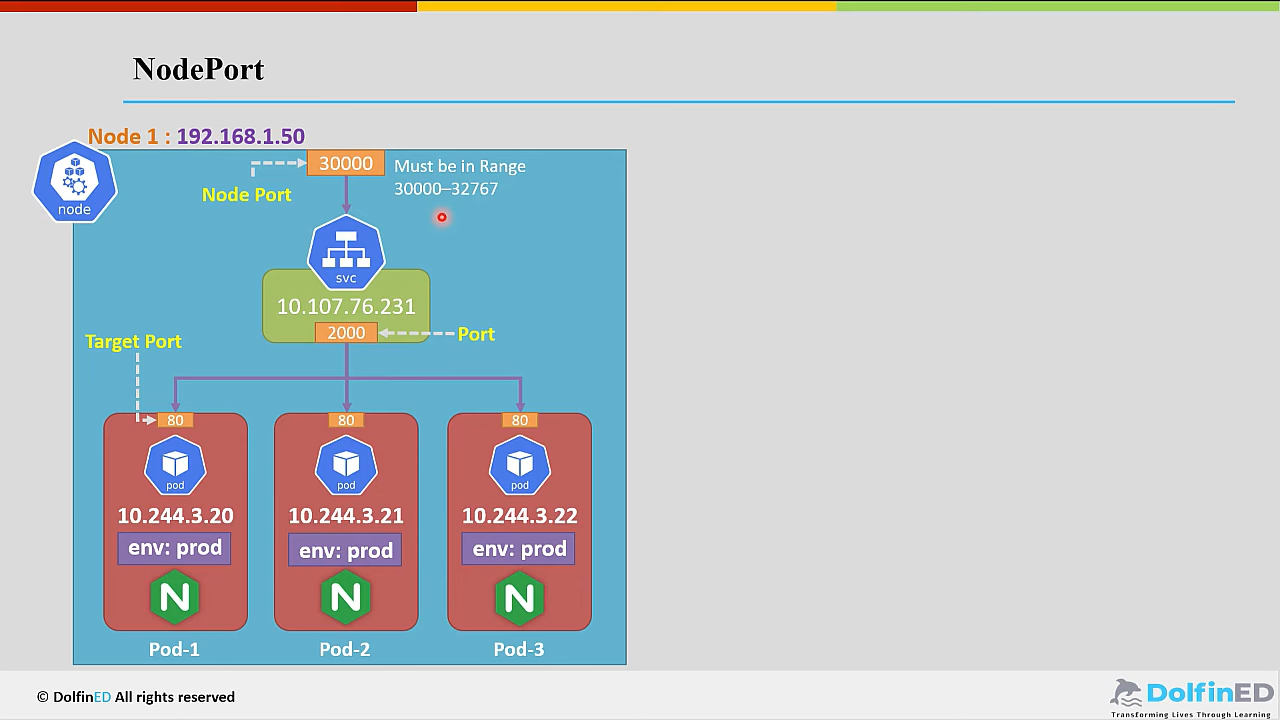 NodePort
Node 1 : 192.168.1.50
node
30000
Must be in Range
30000–32767
Node Port
svc
10.107.76.231
2000
Port
Target Port
80
80
80
pod
pod
pod
10.244.3.20
10.244.3.21
10.244.3.22
env: prod
env: prod
env: prod
N
N
N
Pod-1
Pod-2
Pod-3
© DolfinED All rights reserved
DolfinED
Transforming Lives Through Learning